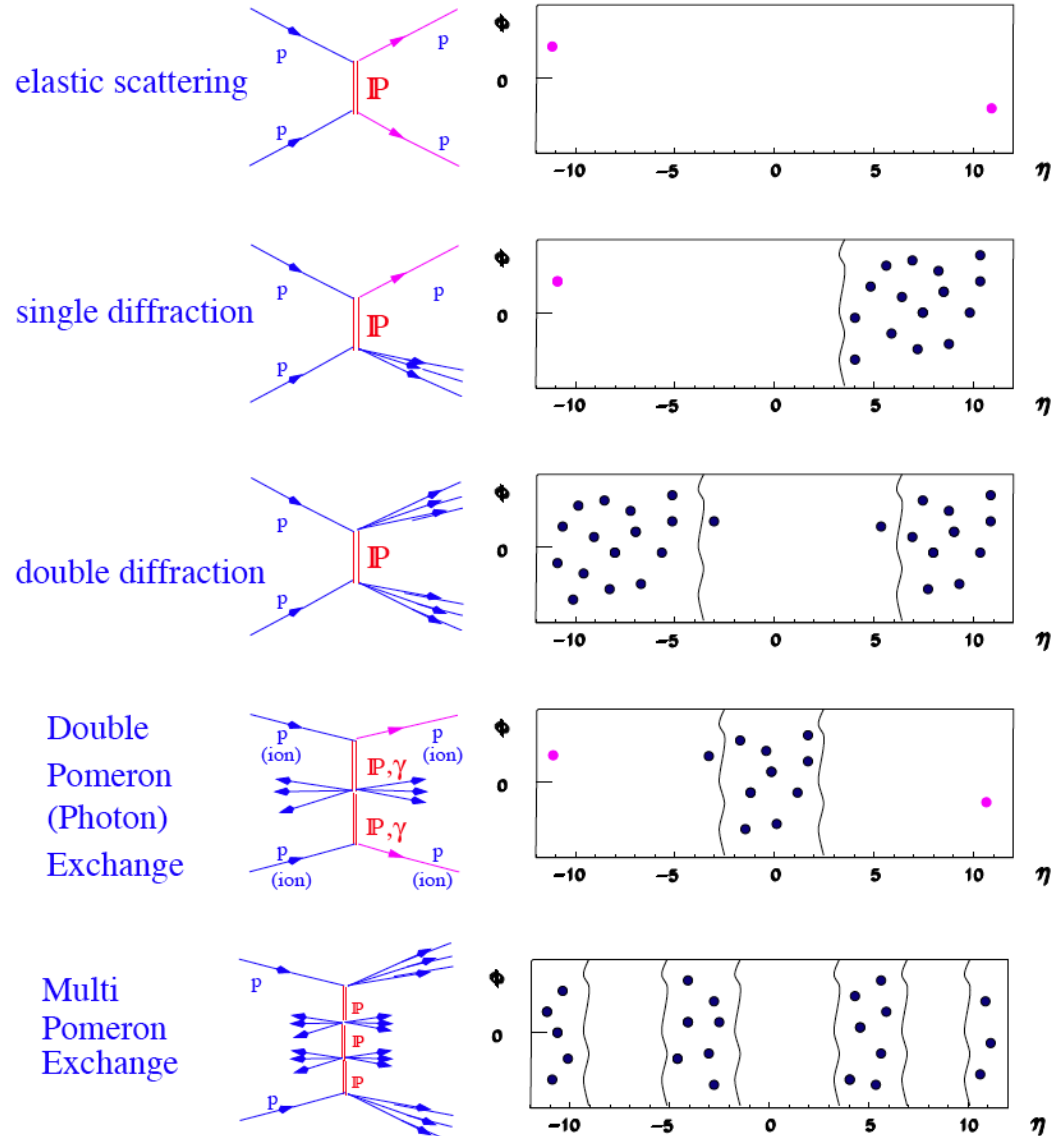 elastic scattering
p
p
ℙ
p
p
Φ
0
-10 -5 0 5 10 η
single diffraction
p
p
ℙ
p
Φ
0
-10 -5 0 5 10 η
double diffraction
p
ℙ
p
Φ
0
-10 -5 0 5 10 η
Double
Pomeron
(Photon)
Exchange
p
(ion)
p
(ion)
ℙ,γ
ℙ,γ
p
(ion)
p
(ion)
Φ
0
-10 -5 0 5 10 η
Multi
Pomeron
Exchange
p
ℙ
ℙ
ℙ
p
Φ
0
-10 -5 0 5 10 η